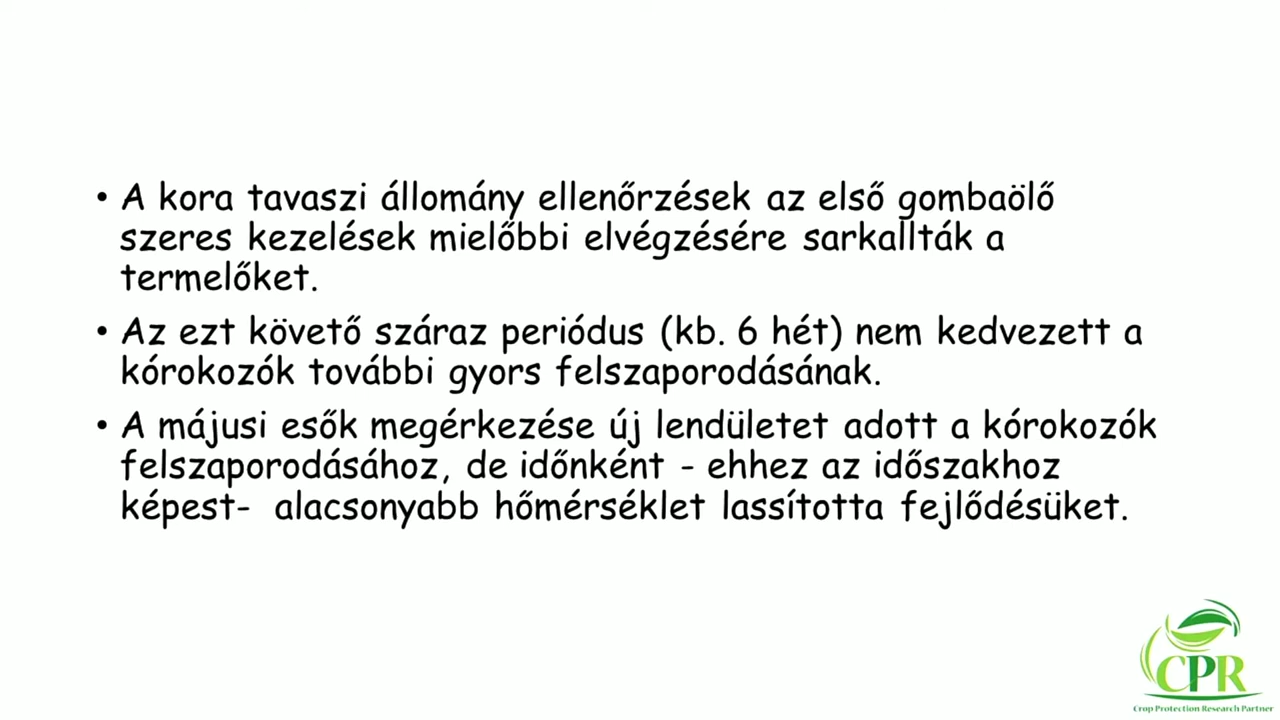 • A kora tavaszi állomány ellenőrzések az első gombaölő
szeres kezelések mielőbbi elvégzésére sarkallták a
termelőket.
• Az ezt követő száraz periódus (kb. 6 hét) nem kedvezett a
kórokozók további gyors felszaporodásának.
• A májusi esők megérkezése új lendületet adott a kórokozók
felszaporodásához, de időnként - ehhez az időszakhoz
képest- alacsonyabb hőmérséklet lassította fejlődésüket.
CPR
Crop Protection Research Partner